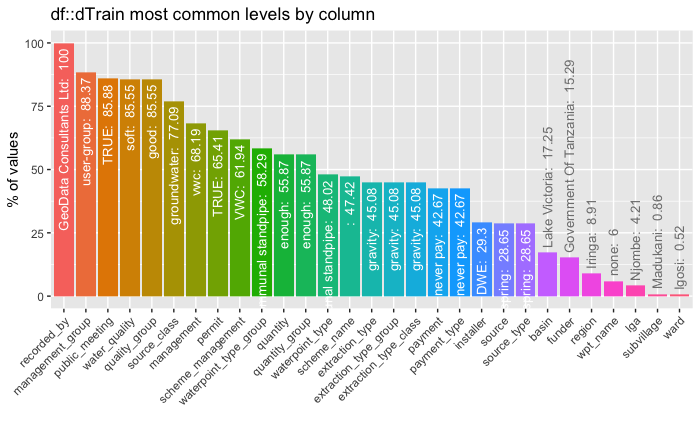 df::dTrain most common levels by column
% of values
100
75
50
25
0
GeoData Consultants Ltd: 100
user-group: 88.37
TRUE: 85.88
soft: 85.55
good: 85.55
groundwater: 77.09
vwc: 68.19
TRUE: 65.41
VWC: 61.94
munal standpipe: 58.29
enough: 55.87
enough: 55.87
al standpipe: 48.02
: 47.42
gravity: 45.08
gravity: 45.08
gravity: 45.08
never pay: 42.67
never pay: 42.67
DWE: 29.3
spring: 28.65
spring: 28.65
Lake Victoria: 17.25
Government Of Tanzania: 15.29
Iringa: 8.91
none: 6
Njombe: 4.21
Madukani: 0.86
Igosi: 0.52
recorded_by
management_group
public_meeting
water_quality
quality_group
source_class
management
permit
scheme_management
waterpoint_type_group
quantity
quantity_group
waterpoint_type
scheme_name
extraction_type
extraction_type_group
extraction_type_class
payment
payment_type
installer
source
source_type
basin
funder
region
wpt_name
lga
subvillage
ward